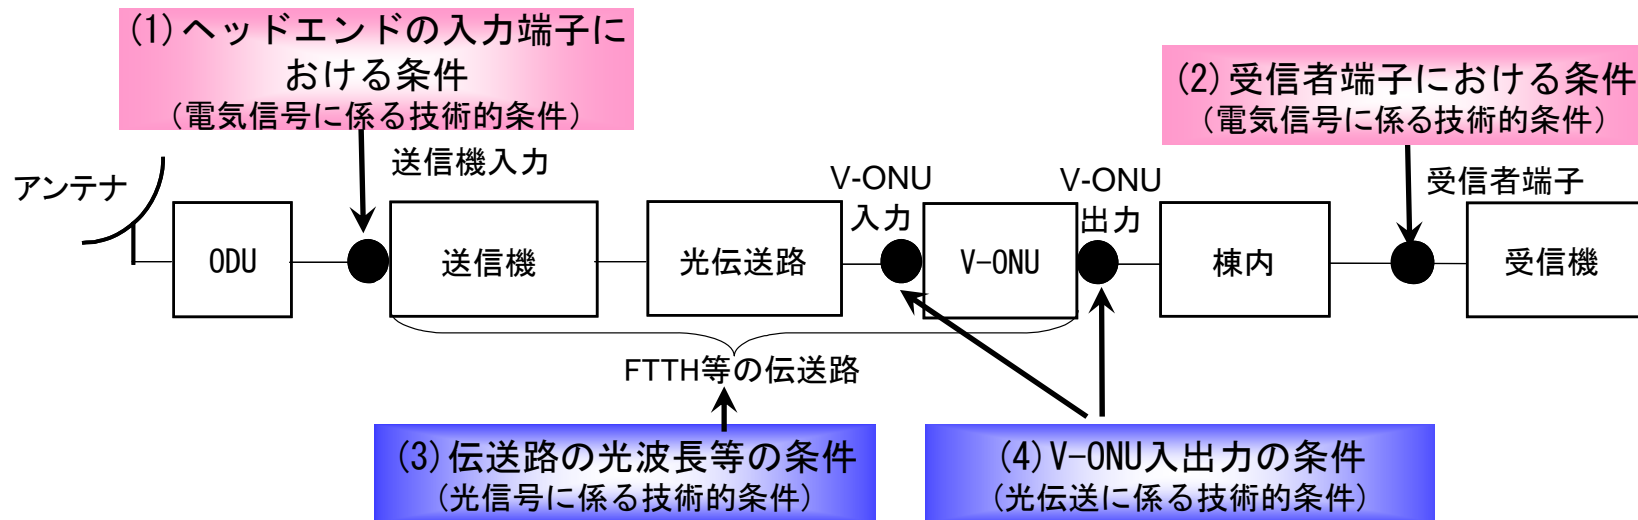 (1)ヘッドエンドの入力端子に
おける条件
(電気信号に係る技術的条件)
(2)受信者端子における条件
(電気信号に係る技術的条件)
アンテナ
送信機入力
V-ONU
入力
V-ONU
出力
受信者端子
ODU
送信機
光伝送路
V-ONU
棟内
受信機
FTTH等の伝送路
(3)伝送路の光波長等の条件
(光信号に係る技術的条件)
(4)V-ONU入出力の条件
(光伝送に係る技術的条件)